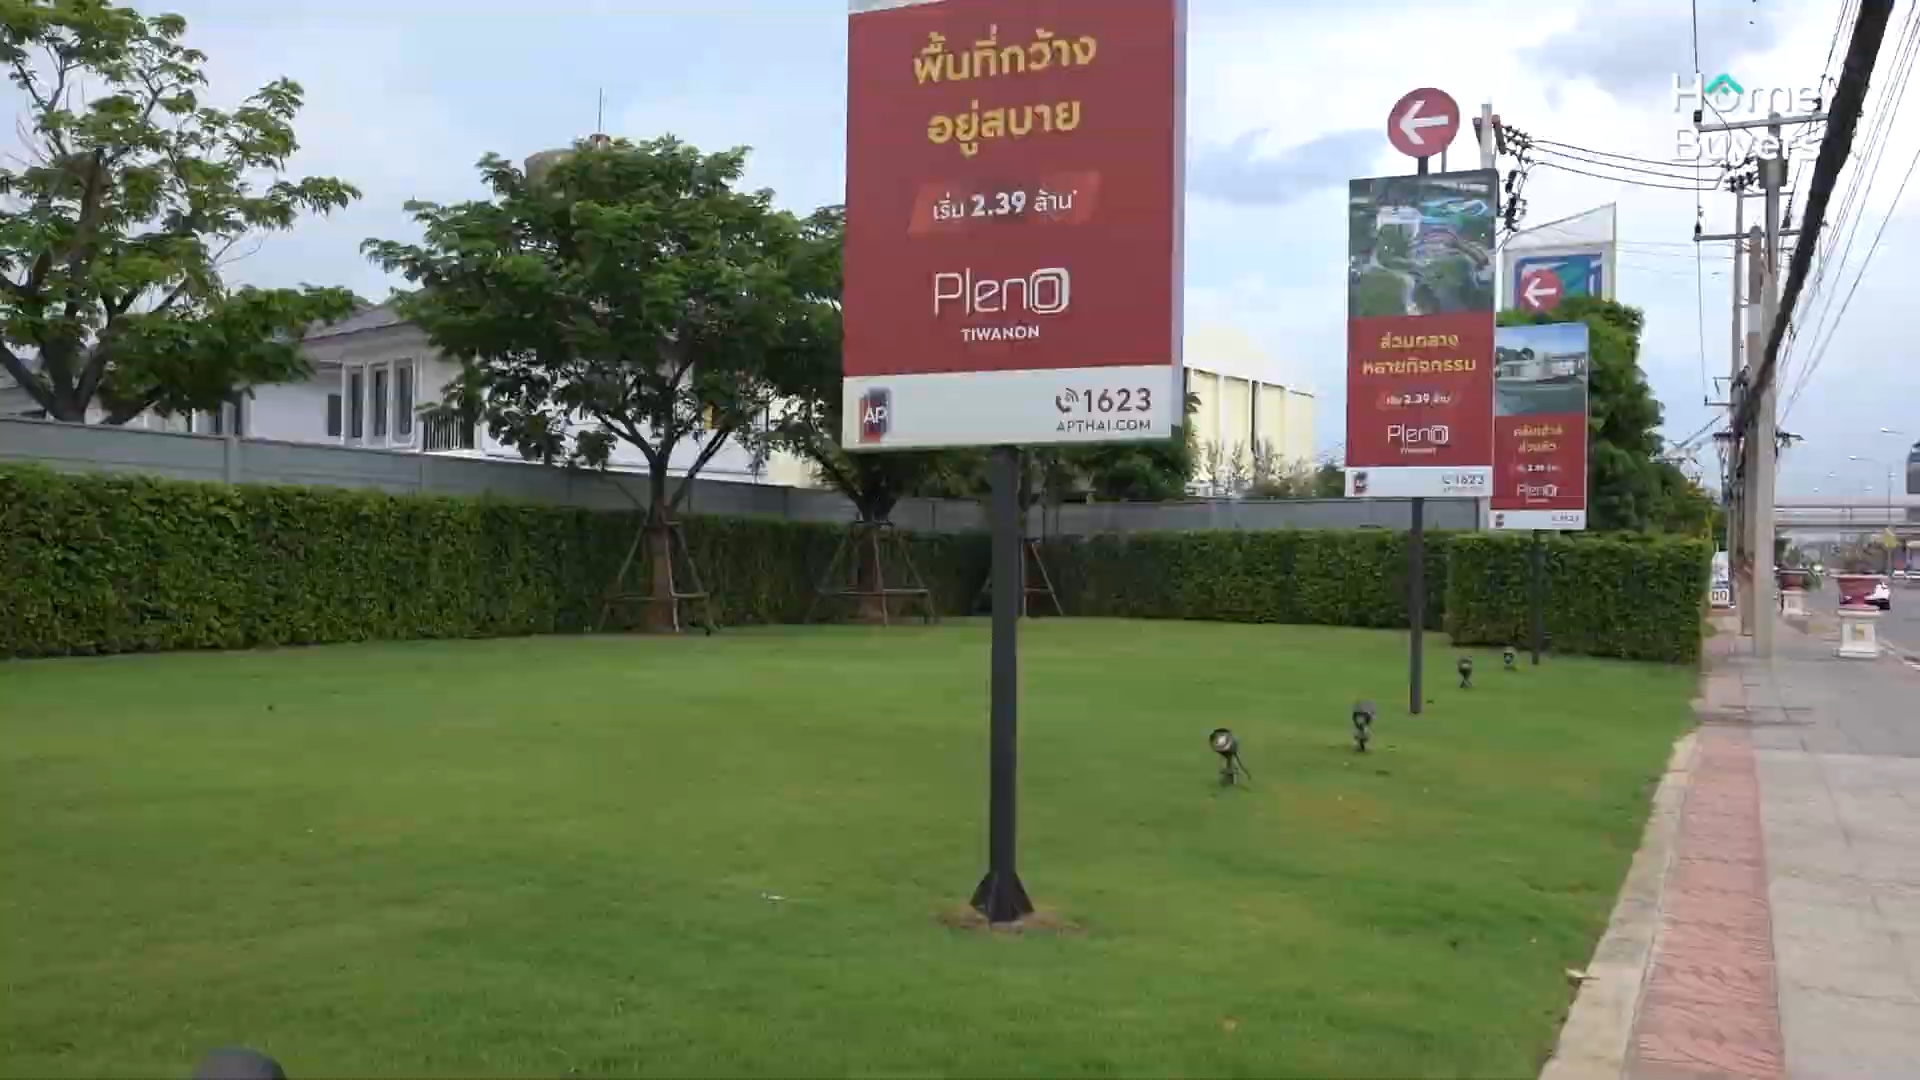 พื้นที่กว้าง
อยู่สบาย
เริ่ม 2.39 ล้าน*
Pleno
TIWANON
AP
1623
APTHAI.COM
ส่วนกลาง
หลายกิจกรรม
เริ่ม 2.39 ล้าน*
Pleno
TIWANON
1623
Pleno
1623
Home
Buyers